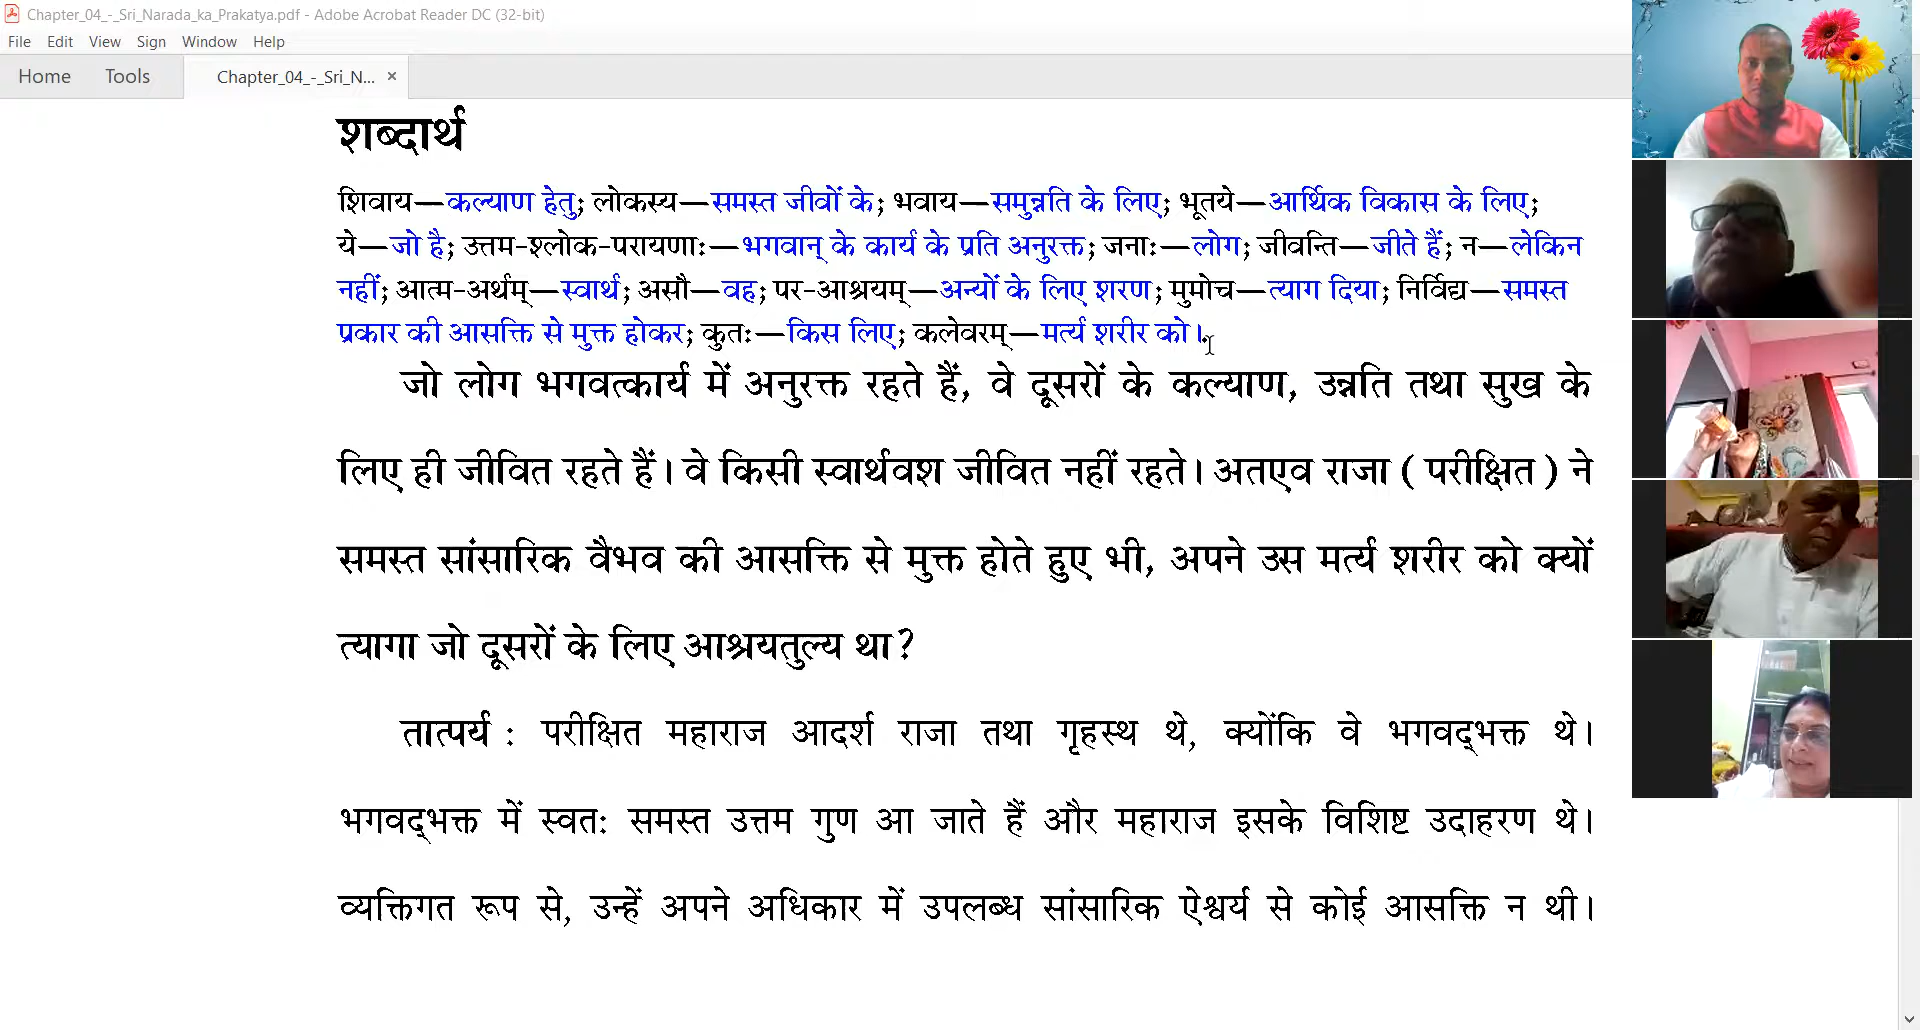 Chapter_04_-_Sri_Narada_ka_Prakatya.pdf - Adobe Acrobat Reader DC (32-bit)
File Edit View Sign Window Help
Home Tools Chapter_04_-_Sri_N... ×
शब्दार्थ
शिवाय—कल्याण हेतु; लोकस्य—समस्त जीवों के; भवाय—समुन्नति के लिए; भूतये—आर्थिक विकास के लिए;
ये—जो है; उत्तम-श्लोक-परायणाः—भगवान् के कार्य के प्रति अनुरक्त; जनाः—लोग; जीवन्ति—जीते हैं; न—लेकिन
नहीं; आत्म-अर्थम्—स्वार्थ; असौ—वह; पर-आश्रयम्—अन्यों के लिए शरण; मुमोच—त्याग दिया; निर्विद्य—समस्त
प्रकार की आसक्ति से मुक्त होकर; कुतः—किस लिए; कलेवरम्—मर्त्य शरीर को।
जो लोग भगवत्कार्य में अनुरक्त रहते हैं, वे दूसरों के कल्याण, उन्नति तथा सुख के
लिए ही जीवित रहते हैं। वे किसी स्वार्थवश जीवित नहीं रहते। अतएव राजा ( परीक्षित ) ने
समस्त सांसारिक वैभव की आसक्ति से मुक्त होते हुए भी, अपने उस मर्त्य शरीर को क्यों
त्यागा जो दूसरों के लिए आश्रयतुल्य था?
तात्पर्य : परीक्षित महाराज आदर्श राजा तथा गृहस्थ थे, क्योंकि वे भगवद्भक्त थे।
भगवद्भक्त में स्वतः समस्त उत्तम गुण आ जाते हैं और महाराज इसके विशिष्ट उदाहरण थे।
व्यक्तिगत रूप से, उन्हें अपने अधिकार में उपलब्ध सांसारिक ऐश्वर्य से कोई आसक्ति न थी।